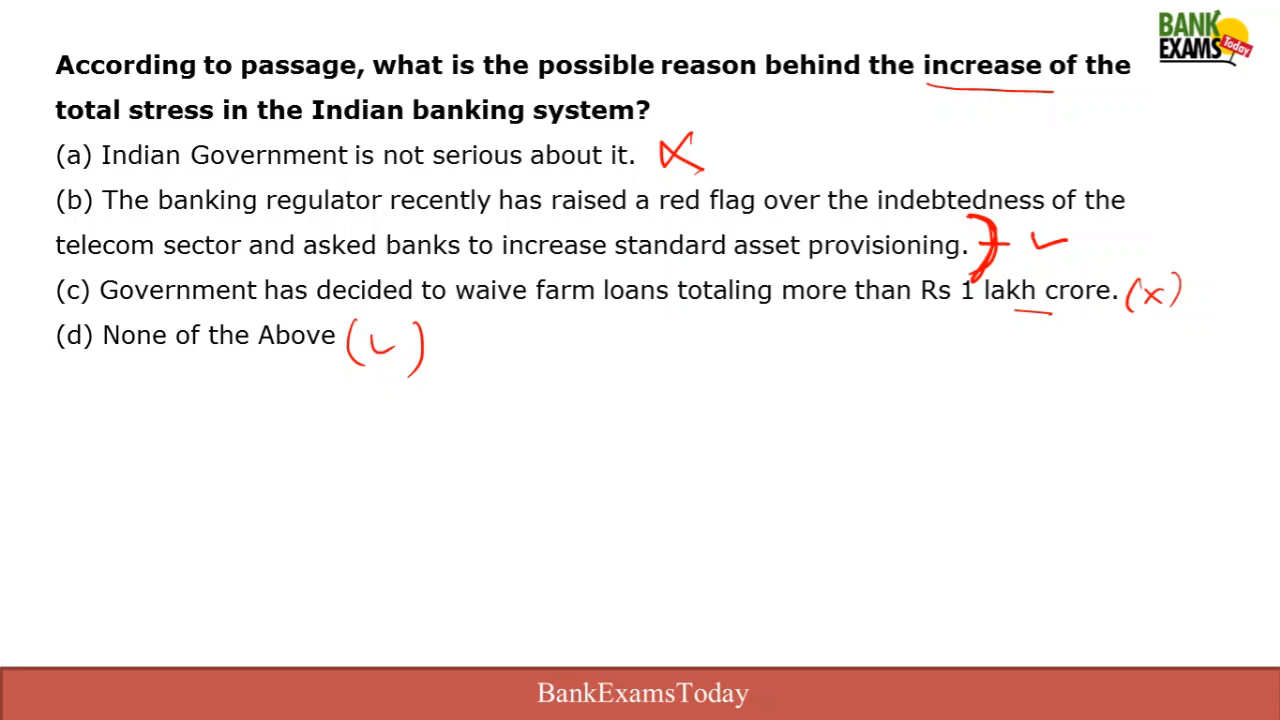 BANK
EXAMS Today
According to passage, what is the possible reason behind the increase of the
total stress in the Indian banking system?
(a) Indian Government is not serious about it.
(b) The banking regulator recently has raised a red flag over the indebtedness of the
telecom sector and asked banks to increase standard asset provisioning.
(c) Government has decided to waive farm loans totaling more than Rs 1 lakh crore. (x)
(d) None of the Above
BankExamsToday